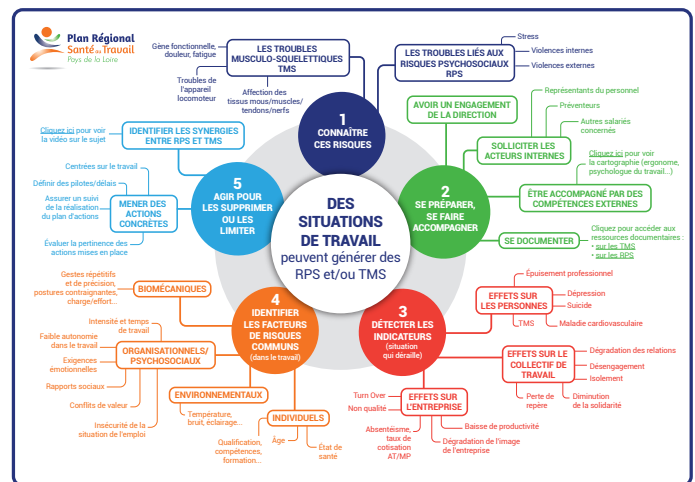 Plan Régional
Santé au Travail
Pays de la Loire
DES
SITUATIONS
DE TRAVAIL
peuvent générer des
RPS et/ou TMS
1
CONNAÎTRE
CES RISQUES
LES TROUBLES
MUSCULO-SQUELETTIQUES
TMS
Gène fonctionnelle,
douleur, fatigue
Troubles de
l'appareil
locomoteur
Affection des
tissus mous/muscles/
tendons/nerfs
LES TROUBLES LIÉS AUX
RISQUES PSYCHOSOCIAUX
RPS
Stress
Violences internes
Violences externes
2
SE PRÉPARER,
SE FAIRE
ACCOMPAGNER
AVOIR UN ENGAGEMENT
DE LA DIRECTION
SOLLICITER LES
ACTEURS INTERNES
Représentants du personnel
Préventeurs
Autres salariés
concernés
ÊTRE ACCOMPAGNÉ PAR DES
COMPÉTENCES EXTERNES
Cliquez ici pour voir
la cartographie (ergonome,
psychologue du travail...)
SE DOCUMENTER
Cliquez pour accéder aux
ressources documentaires :
• sur les TMS
• sur les RPS
3
DÉTECTER LES
INDICATEURS
(situation
qui déraille)
EFFETS SUR
LES PERSONNES
Épuisement professionnel
Dépression
Suicide
Maladie cardiovasculaire
TMS
EFFETS SUR LE
COLLECTIF DE
TRAVAIL
Dégradation des relations
Désengagement
Isolement
Diminution
de la solidarité
Perte de
repère
EFFETS SUR
L'ENTREPRISE
Turn Over
Non qualité
Absentéisme,
taux de
cotisation
AT/MP
Dégradation de l'image
de l'entreprise
Baisse de productivité
4
IDENTIFIER
LES FACTEURS
DE RISQUES
COMMUNS
(dans le travail)
BIOMÉCANIQUES
Gestes répétitifs
et de précision,
postures contraignantes,
charge/effort...
ORGANISATIONNELS/
PSYCHOSOCIAUX
Intensité et temps
de travail
Faible autonomie
dans le travail
Exigences
émotionnelles
Rapports sociaux
Conflits de valeur
Insécurité de la
situation de l'emploi
ENVIRONNEMENTAUX
Température,
bruit, éclairage...
INDIVIDUELS
Qualification,
compétences,
formation...
Âge
État de
santé
5
AGIR POUR
LES SUPPRIMER
OU LES
LIMITER
IDENTIFIER LES SYNERGIES
ENTRE RPS ET TMS
Cliquez ici pour voir
la vidéo sur le sujet
MENER DES
ACTIONS
CONCRÈTES
Centrées sur le travail
Définir des pilotes/délais
Assurer un suivi
de la réalisation
du plan d'actions
Évaluer la pertinence des
actions mises en place